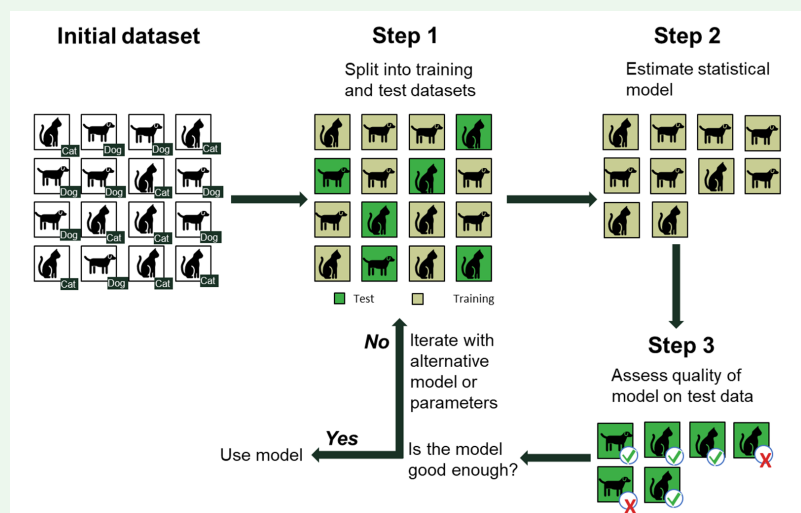 Initial dataset
Step 1
Step 2
Split into training
and test datasets
Estimate statistical
model
Cat
Dog
Dog
Cat
Dog
Dog
Cat
Dog
Dog
Cat
Cat
Dog
Cat
Dog
Cat
Cat
Test
Training
No
Iterate with
alternative
model or
parameters
Step 3
Assess quality of
model on test data
Yes
Use model
Is the model
good enough?
X
X